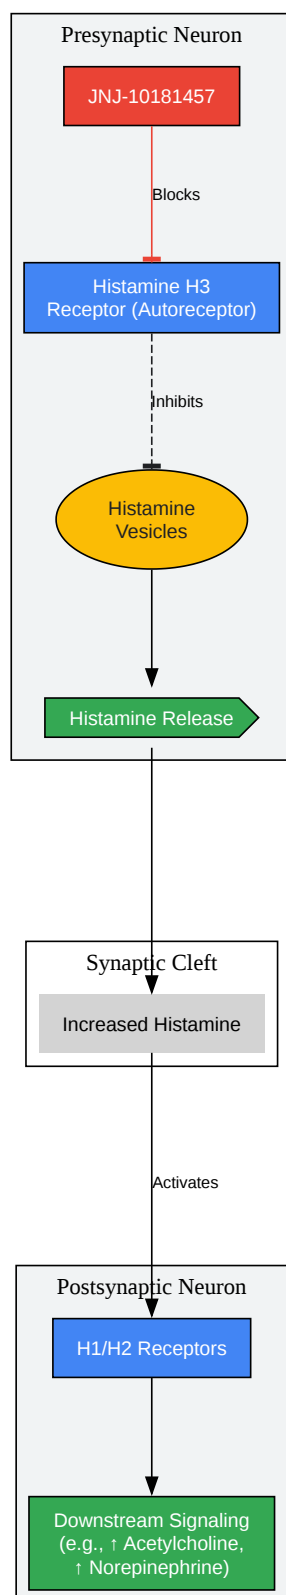 Presynaptic Neuron
JNJ-10181457
Blocks
Histamine H3
Receptor (Autoreceptor)
Inhibits
Histamine
Vesicles
Histamine Release
Synaptic Cleft
Increased Histamine
Activates
Postsynaptic Neuron
H1/H2 Receptors
Downstream Signaling
(e.g., ↑ Acetylcholine,
↑ Norepinephrine)